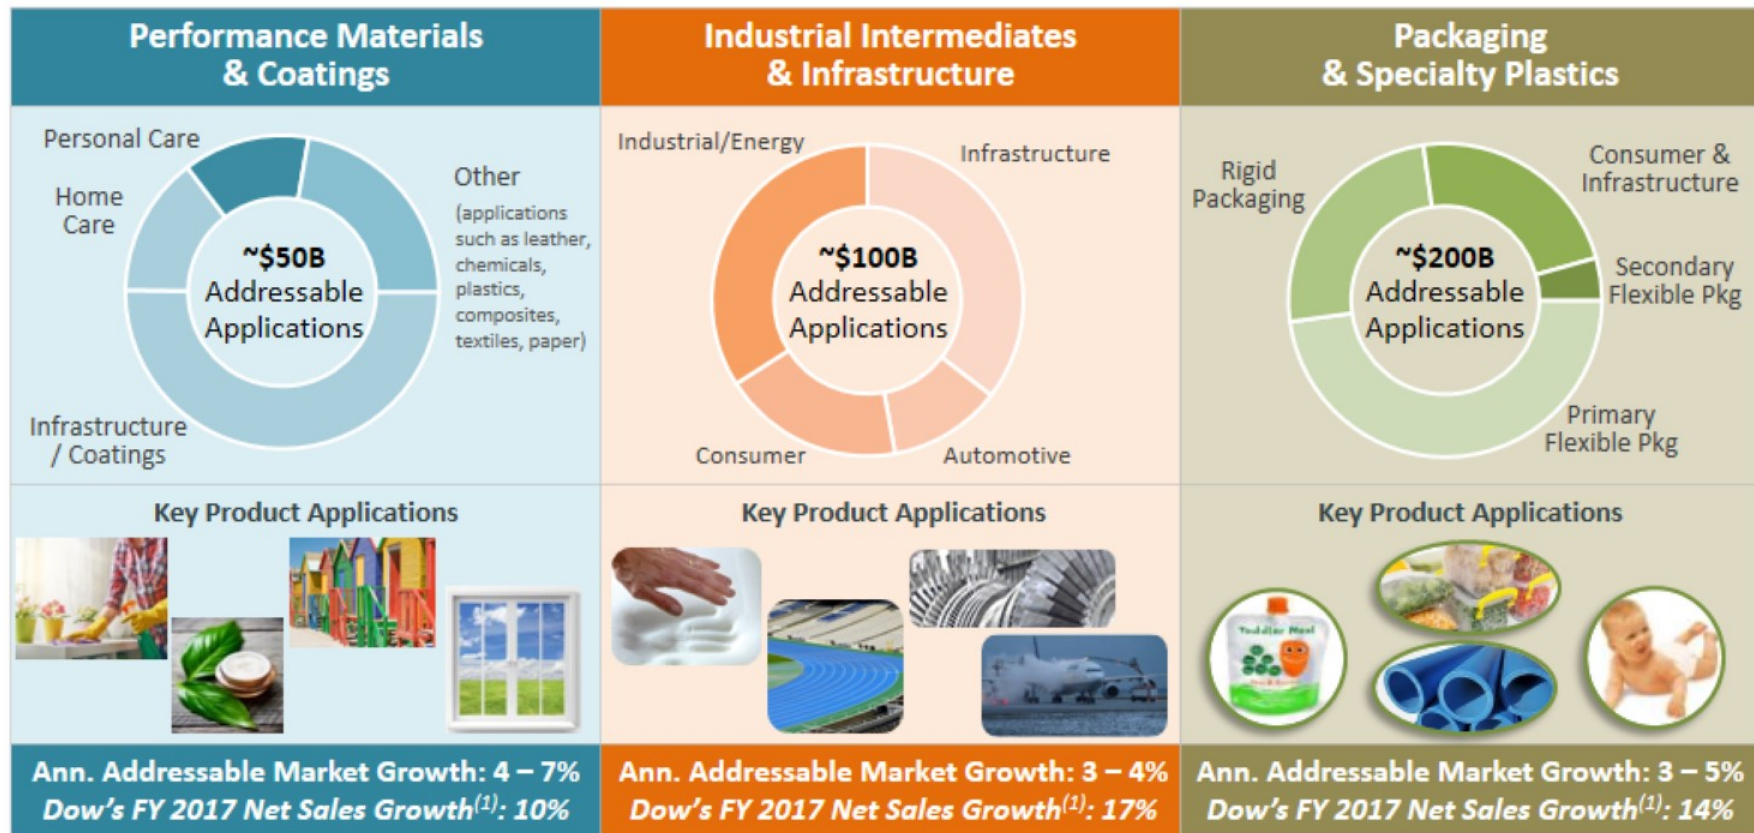 Performance Materials
& Coatings
Personal Care
Home
Care
Other
(applications
such as leather,
chemicals,
plastics,
composites,
textiles, paper)
~$50B
Addressable
Applications
Infrastructure
/ Coatings
Key Product Applications
Ann. Addressable Market Growth: 4 – 7%
Dow's FY 2017 Net Sales Growth(1): 10%
Industrial Intermediates
& Infrastructure
Industrial/Energy
Infrastructure
~$100B
Addressable
Applications
Consumer
Automotive
Key Product Applications
Ann. Addressable Market Growth: 3 – 4%
Dow's FY 2017 Net Sales Growth(1): 17%
Packaging
& Specialty Plastics
Rigid
Packaging
Consumer &
Infrastructure
~$200B
Addressable
Applications
Secondary
Flexible Pkg
Primary
Flexible Pkg
Key Product Applications
Toddler Meal
Ann. Addressable Market Growth: 3 – 5%
Dow's FY 2017 Net Sales Growth(1): 14%